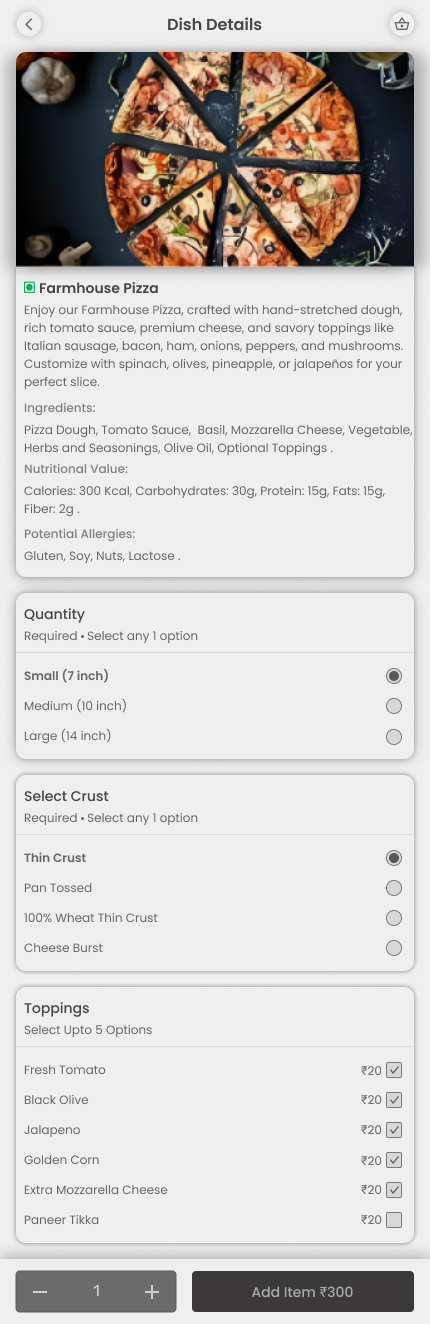 Dish Details
Farmhouse Pizza
Enjoy our Farmhouse Pizza, crafted with hand-stretched dough,
rich tomato sauce, premium cheese, and savory toppings like
Italian sausage, bacon, ham, onions, peppers, and mushrooms.
Customize with spinach, olives, pineapple, or jalapeños for your
perfect slice.
Ingredients:
Pizza Dough, Tomato Sauce,  Basil, Mozzarella Cheese, Vegetable,
Herbs and Seasonings, Olive Oil, Optional Toppings .
Nutritional Value:
Calories: 300 Kcal, Carbohydrates: 30g, Protein: 15g, Fats: 15g,
Fiber: 2g .
Potential Allergies:
Gluten, Soy, Nuts, Lactose .
Quantity
Required • Select any 1 option
Small (7 inch)
Medium (10 inch)
Large (14 inch)
Select Crust
Required • Select any 1 option
Thin Crust
Pan Tossed
100% Wheat Thin Crust
Cheese Burst
Toppings
Select Upto 5 Options
Fresh Tomato ₹20
Black Olive ₹20
Jalapeno ₹20
Golden Corn ₹20
Extra Mozzarella Cheese ₹20
Paneer Tikka ₹20
1 Add Item ₹300